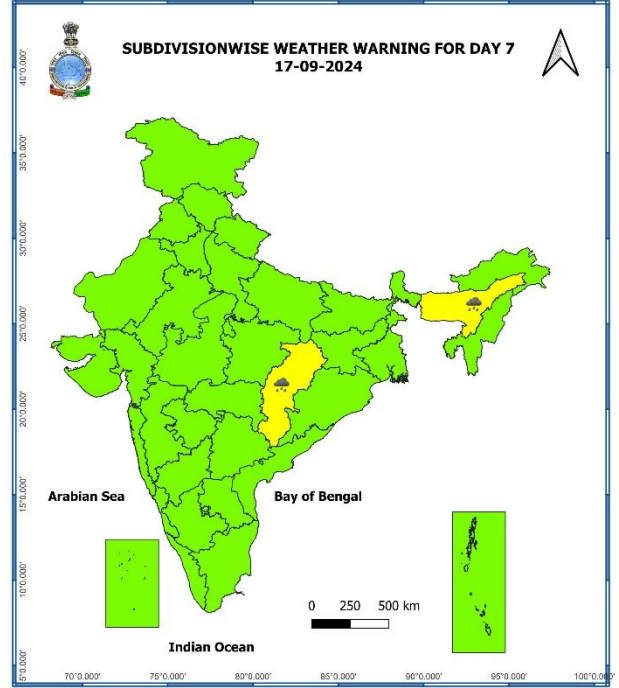 SUBDIVISIONWISE WEATHER WARNING FOR DAY 7
17-09-2024
40°0.000'
35°0.000'
30°0.000'
25°0.000'
20°0.000'
15°0.000'
10°0.000'
5°0.000'
Arabian Sea
Bay of Bengal
0 250 500 km
Indian Ocean
70°0.000' 75°0.000' 80°0.000' 85°0.000' 90°0.000' 95°0.000' 100°0.000'